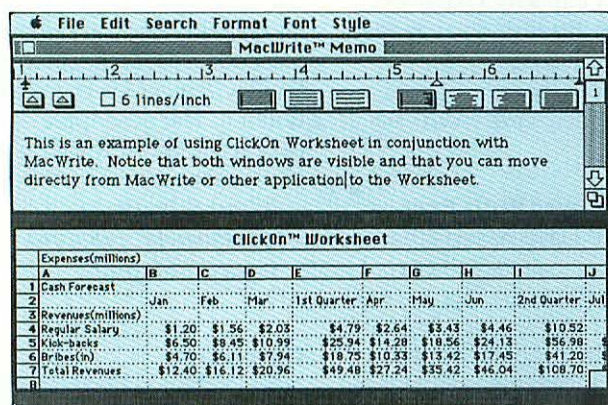 File Edit Search Format Font Style
MacWrite™ Memo
1 2 3 4 5 6
6 lines/inch 1
This is an example of using ClickOn Worksheet in conjunction with
MacWrite. Notice that both windows are visible and that you can move
directly from MacWrite or other application to the Worksheet.
ClickOn™ Worksheet
Expenses(millions)
A B C D E F G H I J
1 Cash Forecast
2 Jan Feb Mar 1st Quarter Apr May Jun 2nd Quarter Jul
3 Revenues(millions)
4 Regular Salary $1.20 $1.56 $2.03 $4.79 $2.64 $3.43 $4.46 $10.52
5 Kick-backs $6.50 $8.45 $10.99 $25.94 $14.28 $18.56 $24.13 $56.98
6 Bribes(in) $4.70 $6.11 $7.94 $18.75 $10.33 $13.42 $17.45 $41.20
7 Total Revenues $12.40 $16.12 $20.96 $49.48 $27.24 $35.42 $46.04 $108.70
8